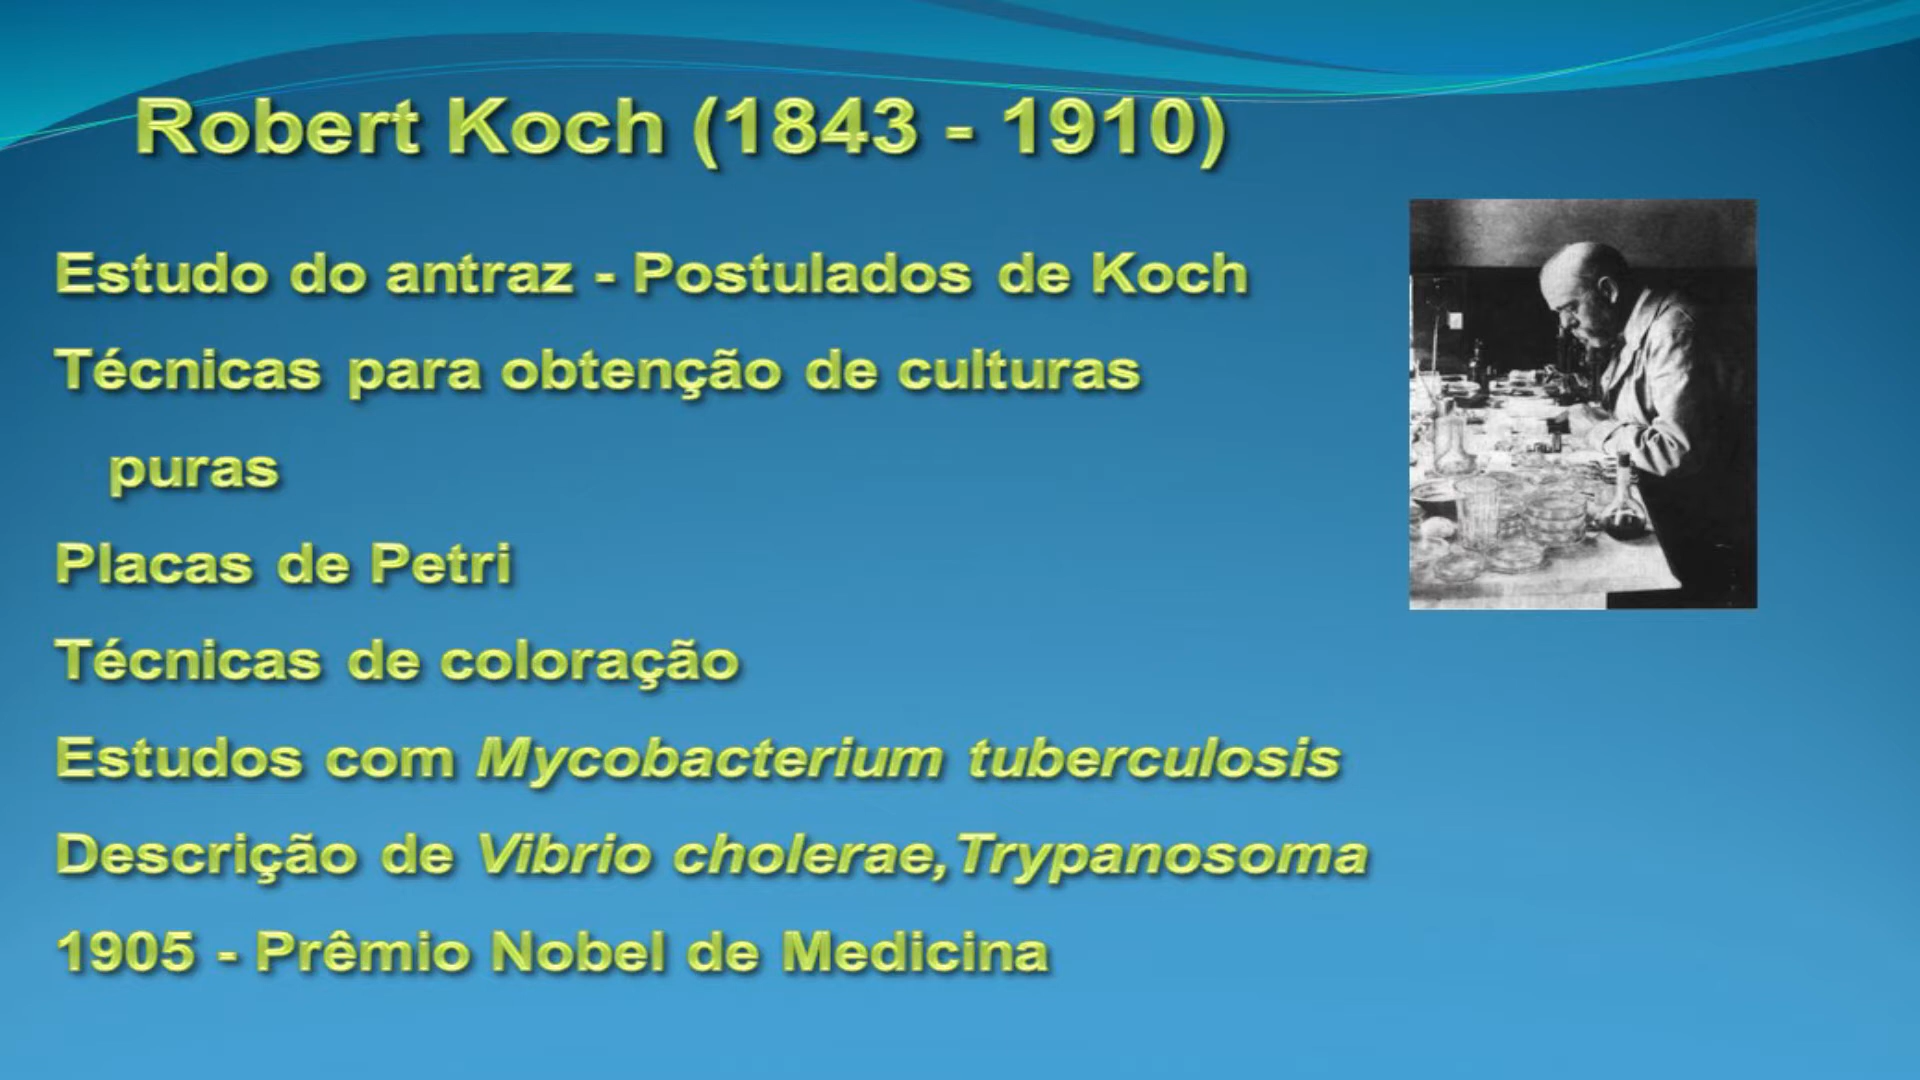 Robert Koch (1843 - 1910)
Estudo do antraz - Postulados de Koch
Técnicas para obtenção de culturas
puras
Placas de Petri
Técnicas de coloração
Estudos com Mycobacterium tuberculosis
Descrição de Vibrio cholerae,Trypanosoma
1905 - Prêmio Nobel de Medicina